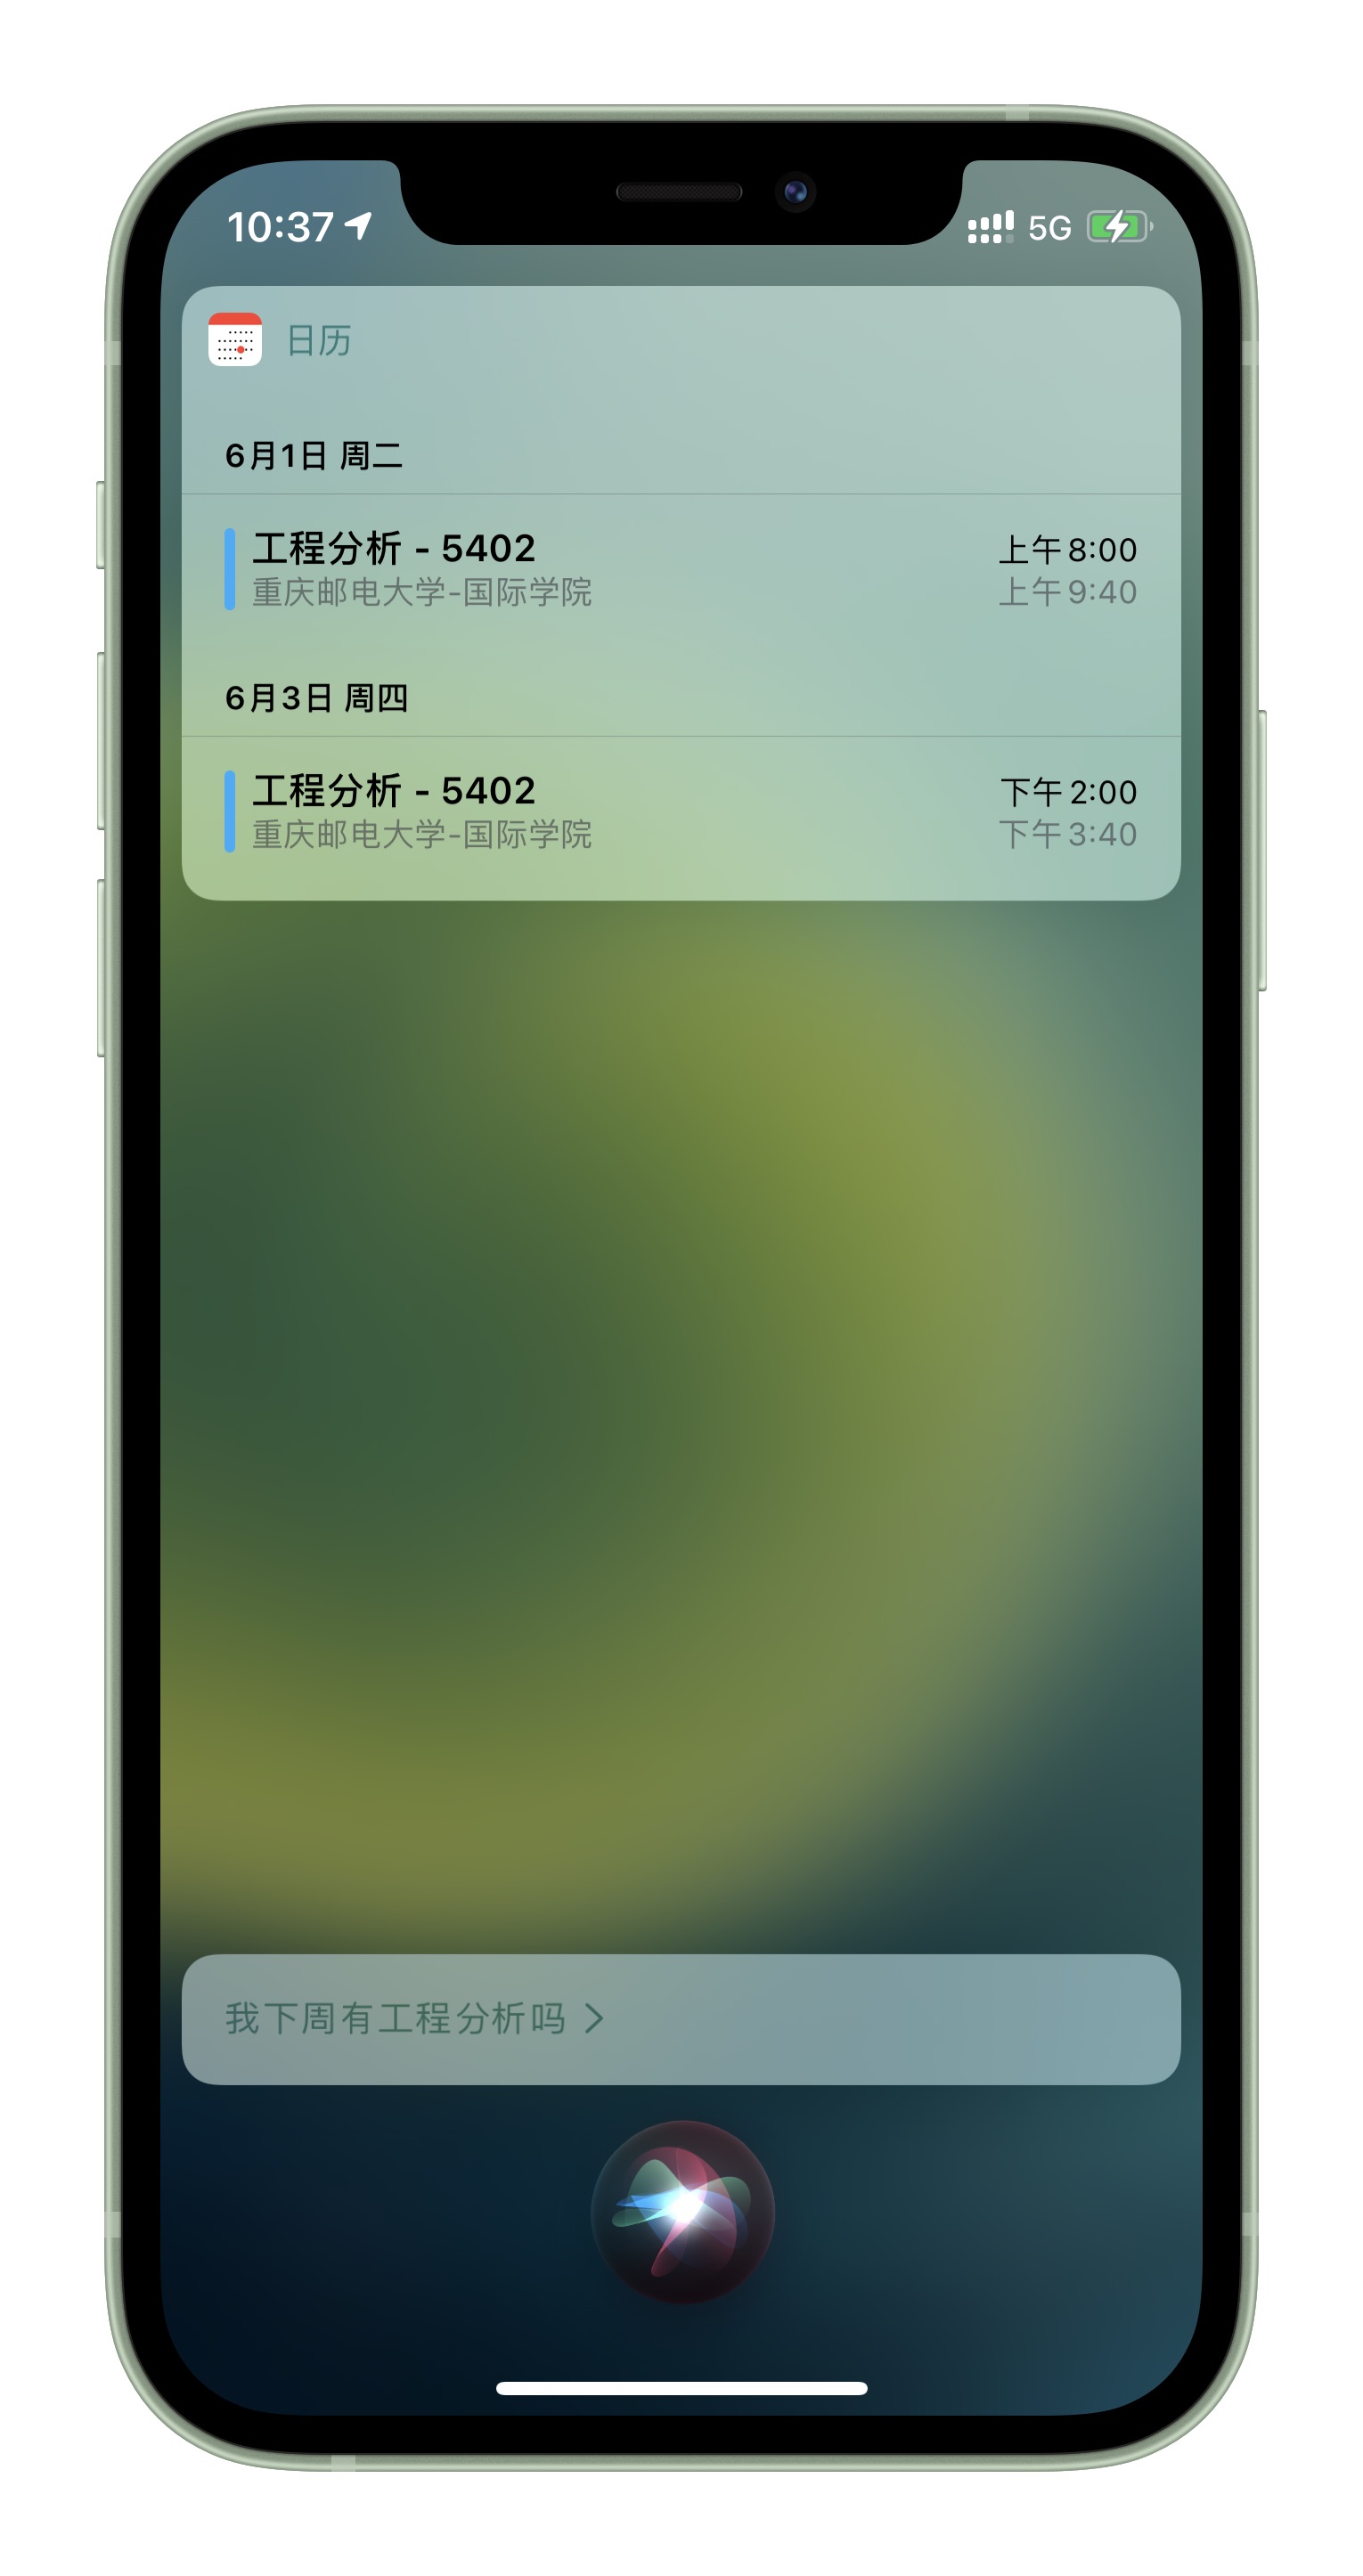 10:37
5G
日历
6月1日 周二
工程分析 - 5402
上午 8:00
重庆邮电大学-国际学院
上午 9:40
6月3日 周四
工程分析 - 5402
下午 2:00
重庆邮电大学-国际学院
下午 3:40
我下周有工程分析吗 >